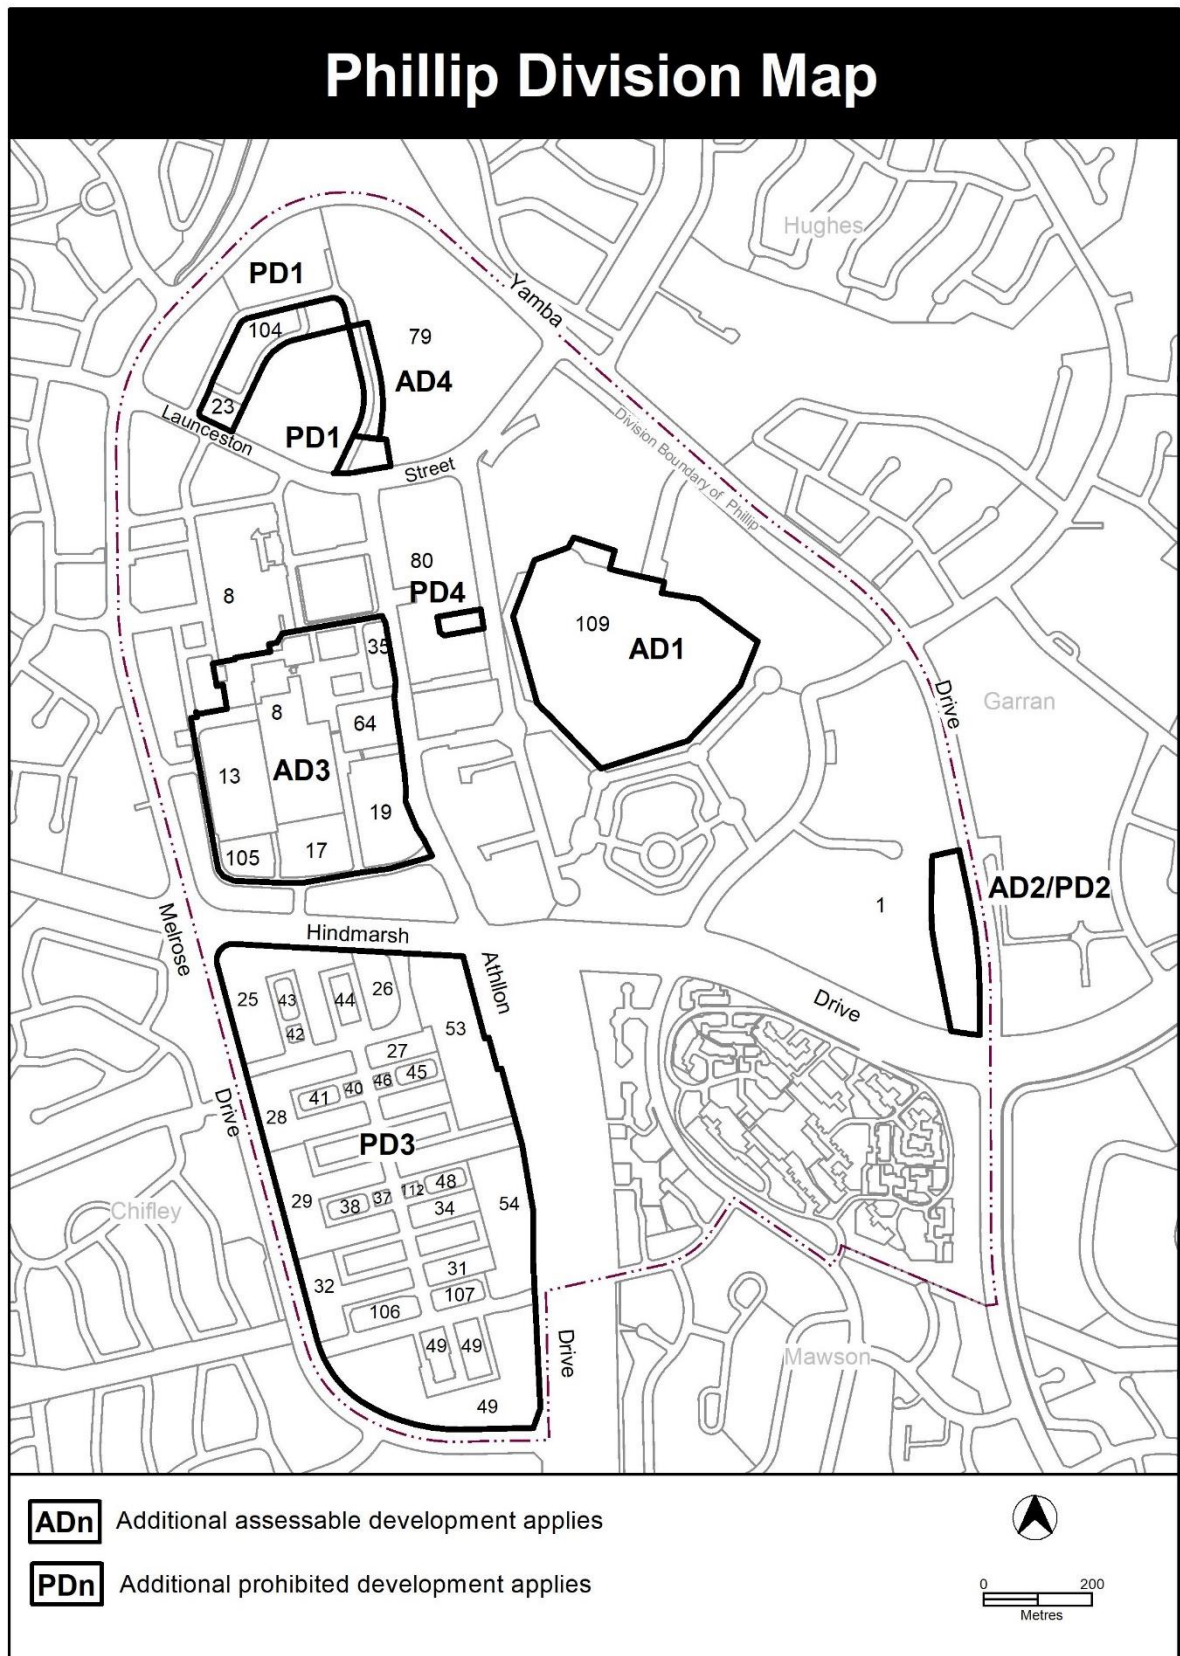 Phillip Division Map
Hughes
PD1
Yamba
104
79
AD4
23
Launceston
PD1
Street
Division Boundary of Phillip
80
8
PD4
109
AD1
35
Drive
Garran
8
64
13
AD3
19
105
17
AD2/PD2
1
Melrose
Hindmarsh
Athllon
25
43
44
26
Drive
42
53
27
40
46
45
41
28
Drive
PD3
29
38
37
112
48
34
54
Chifley
31
32
107
106
49
49
Drive
Mawson
49
ADn Additional assessable development applies
PDn Additional prohibited development applies
0 200
Metres